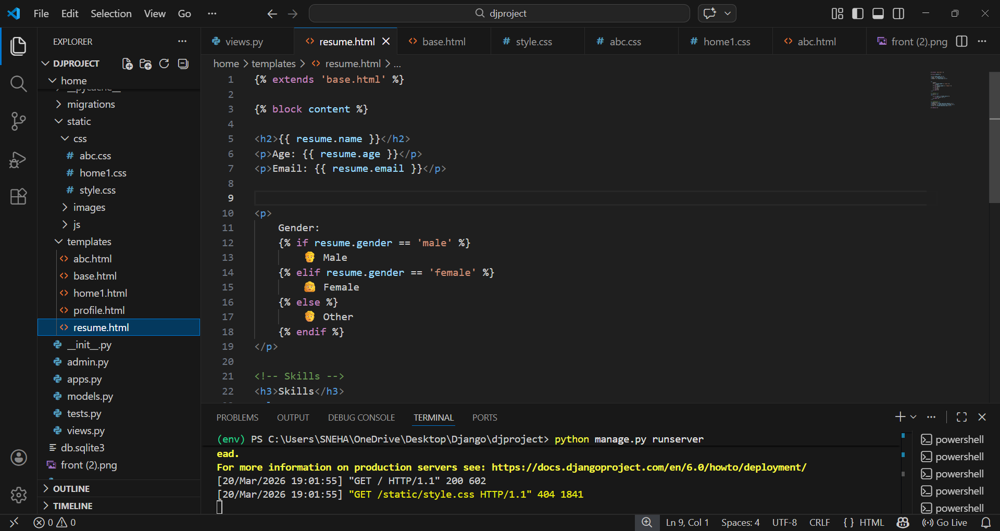 File Edit Selection View Go ···
djproject
EXPLORER
DJPROJECT
home
__pycache__
migrations
static
css
# abc.css
# home1.css
# style.css
images
js
templates
<> abc.html
<> base.html
<> home1.html
<> profile.html
<> resume.html
__init__.py
admin.py
apps.py
models.py
tests.py
views.py
db.sqlite3
front (2).png
OUTLINE
TIMELINE
views.py <> resume.html <> base.html # style.css # abc.css # home1.css <> abc.html front (2).png
home > templates > <> resume.html > ...
1 {% extends 'base.html' %}
2
3 {% block content %}
4
5 <h2>{{ resume.name }}</h2>
6 <p>Age: {{ resume.age }}</p>
7 <p>Email: {{ resume.email }}</p>
8
9
10 <p>
11 Gender:
12 {% if resume.gender == 'male' %}
13 👨 Male
14 {% elif resume.gender == 'female' %}
15 👩 Female
16 {% else %}
17 🧑 Other
18 {% endif %}
19 </p>
20
21 <!-- Skills -->
22 <h3>Skills</h3>
PROBLEMS OUTPUT DEBUG CONSOLE TERMINAL PORTS
(env) PS C:\Users\SNEHA\OneDrive\Desktop\Django\djproject> python manage.py runserver
ead.
For more information on production servers see: https://docs.djangoproject.com/en/6.0/howto/deployment/
[20/Mar/2026 19:01:55] "GET / HTTP/1.1" 200 602
[20/Mar/2026 19:01:55] "GET /static/style.css HTTP/1.1" 404 1841
powershell
powershell
powershell
powershell
powershell
0 0
Ln 9, Col 1 Spaces: 4 UTF-8 CRLF { } HTML Go Live